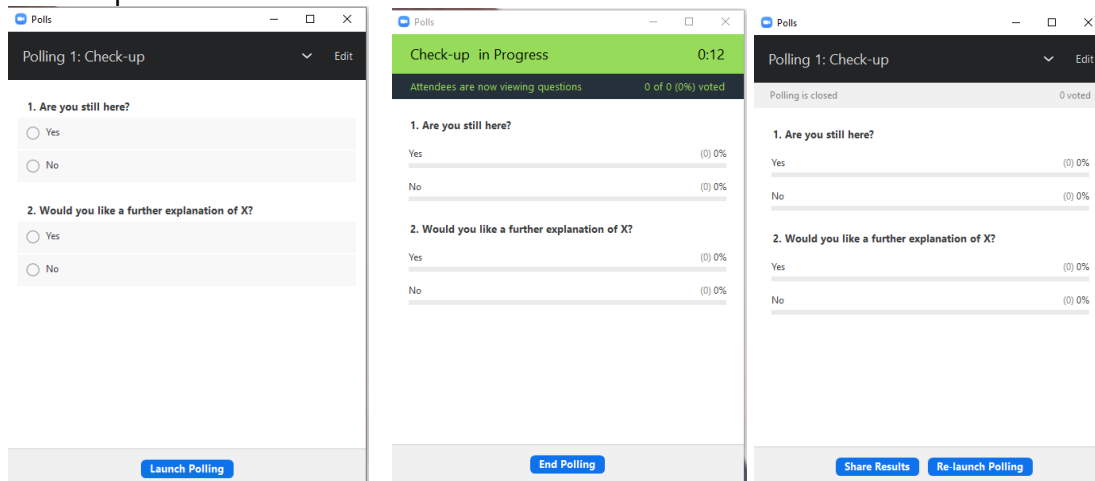 Polls
Polling 1: Check-up Edit
1. Are you still here?
Yes
No
2. Would you like a further explanation of X?
Yes
No
Launch Polling
Polls
Check-up in Progress 0:12
Attendees are now viewing questions 0 of 0 (0%) voted
1. Are you still here?
Yes (0) 0%
No (0) 0%
2. Would you like a further explanation of X?
Yes (0) 0%
No (0) 0%
End Polling
Polls
Polling 1: Check-up Edit
Polling is closed 0 voted
1. Are you still here?
Yes (0) 0%
No (0) 0%
2. Would you like a further explanation of X?
Yes (0) 0%
No (0) 0%
Share Results Re-launch Polling